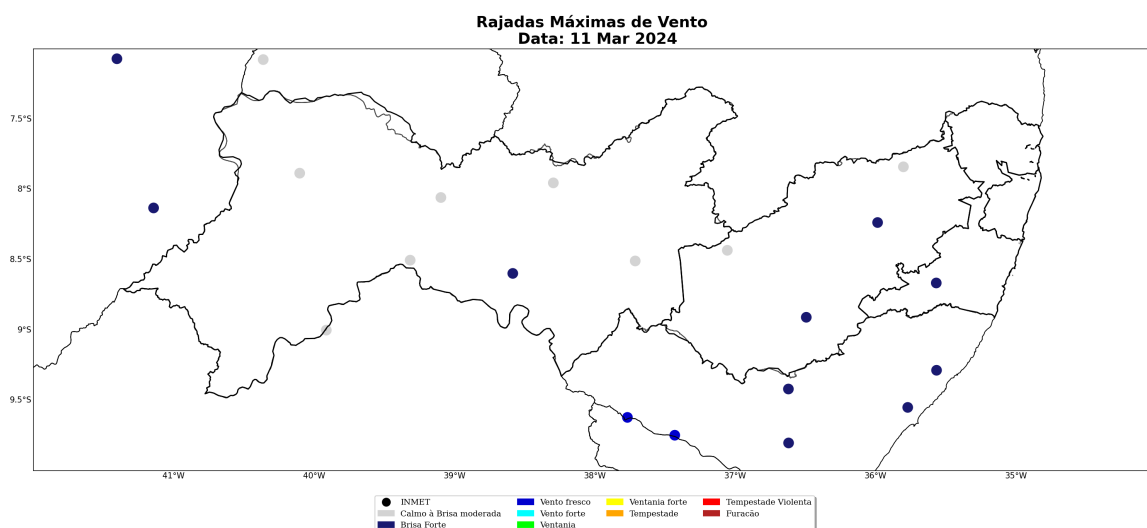 Rajadas Máximas de Vento
Data: 11 Mar 2024
7.5°S
8°S
8.5°S
9°S
9.5°S
41°W
40°W
39°W
38°W
37°W
36°W
35°W
INMET
Calmo à Brisa moderada
Brisa Forte
Vento fresco
Vento forte
Ventania
Ventania forte
Tempestade
Tempestade Violenta
Furacão